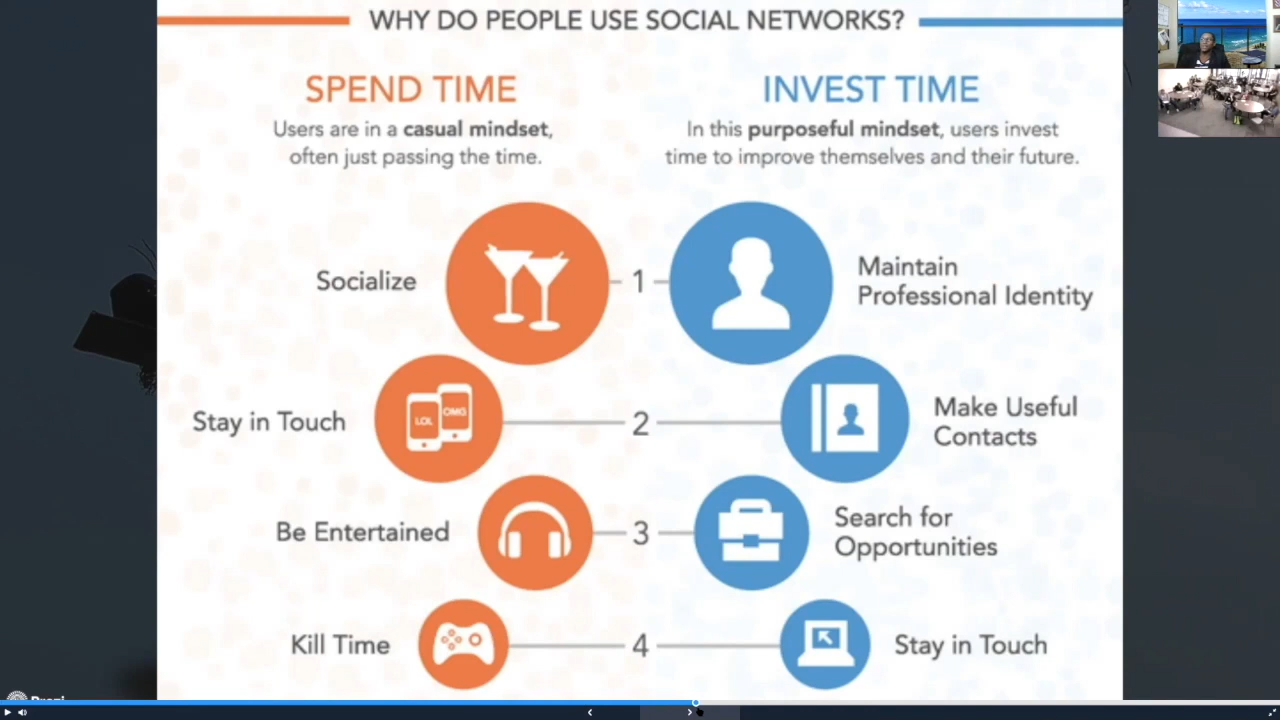 WHY DO PEOPLE USE SOCIAL NETWORKS?
SPEND TIME
Users are in a casual mindset,
often just passing the time.
INVEST TIME
In this purposeful mindset, users invest
time to improve themselves and their future.
Socialize
1
Maintain
Professional Identity
Stay in Touch
LOL
OMG
2
Make Useful
Contacts
Be Entertained
3
Search for
Opportunities
Kill Time
4
Stay in Touch